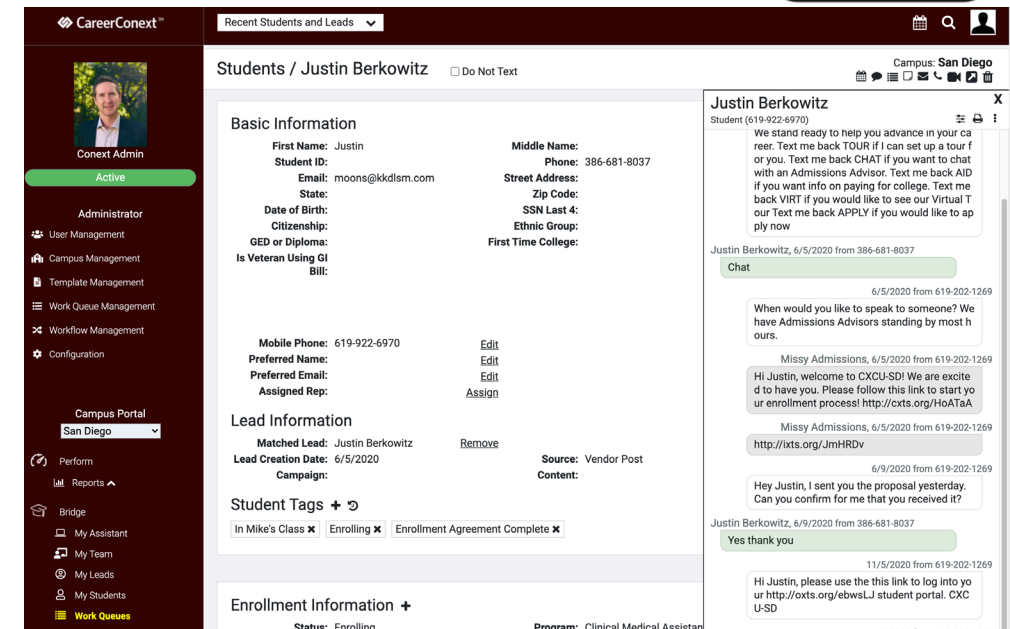 CareerConext™
Recent Students and Leads
Conext Admin
Active
Administrator
User Management
Campus Management
Template Management
Work Queue Management
Workflow Management
Configuration
Campus Portal
San Diego
Perform
Reports
Bridge
My Assistant
My Team
My Leads
My Students
Work Queues
Students / Justin Berkowitz
Do Not Text
Campus: San Diego
Basic Information
First Name: Justin
Middle Name:
Student ID:
Phone: 386-681-8037
Email: moons@kkdlsm.com
Street Address:
State:
Zip Code:
Date of Birth:
SSN Last 4:
Citizenship:
Ethnic Group:
GED or Diploma:
First Time College:
Is Veteran Using GI
Bill:
Mobile Phone: 619-922-6970 Edit
Preferred Name: Edit
Preferred Email: Edit
Assigned Rep: Assign
Lead Information
Matched Lead: Justin Berkowitz Remove
Lead Creation Date: 6/5/2020
Source: Vendor Post
Campaign:
Content:
Student Tags +
In Mike's Class ✖ Enrolling ✖ Enrollment Agreement Complete ✖
Enrollment Information +
Status: Enrolling
Program: Clinical Medical Assistan
Justin Berkowitz X
Student (619-922-6970)
We stand ready to help you advance in your ca
reer. Text me back TOUR if I can set up a tour f
or you. Text me back CHAT if you want to chat
with an Admissions Advisor. Text me back AID
if you want info on paying for college. Text me
back VIRT if you would like to see our Virtual T
our Text me back APPLY if you would like to ap
ply now
Justin Berkowitz, 6/5/2020 from 386-681-8037
Chat
6/5/2020 from 619-202-1269
When would you like to speak to someone? We
have Admissions Advisors standing by most h
ours.
Missy Admissions, 6/5/2020 from 619-202-1269
Hi Justin, welcome to CXCU-SD! We are excite
d to have you. Please follow this link to start yo
ur enrollment process! http://cxts.org/HoATaA
Missy Admissions, 6/5/2020 from 619-202-1269
http://ixts.org/JmHRDv
6/9/2020 from 619-202-1269
Hey Justin, I sent you the proposal yesterday.
Can you confirm for me that you received it?
Justin Berkowitz, 6/9/2020 from 386-681-8037
Yes thank you
11/5/2020 from 619-202-1269
Hi Justin, please use the this link to log into yo
ur http://oxts.org/ebwsLJ student portal. CXC
U-SD